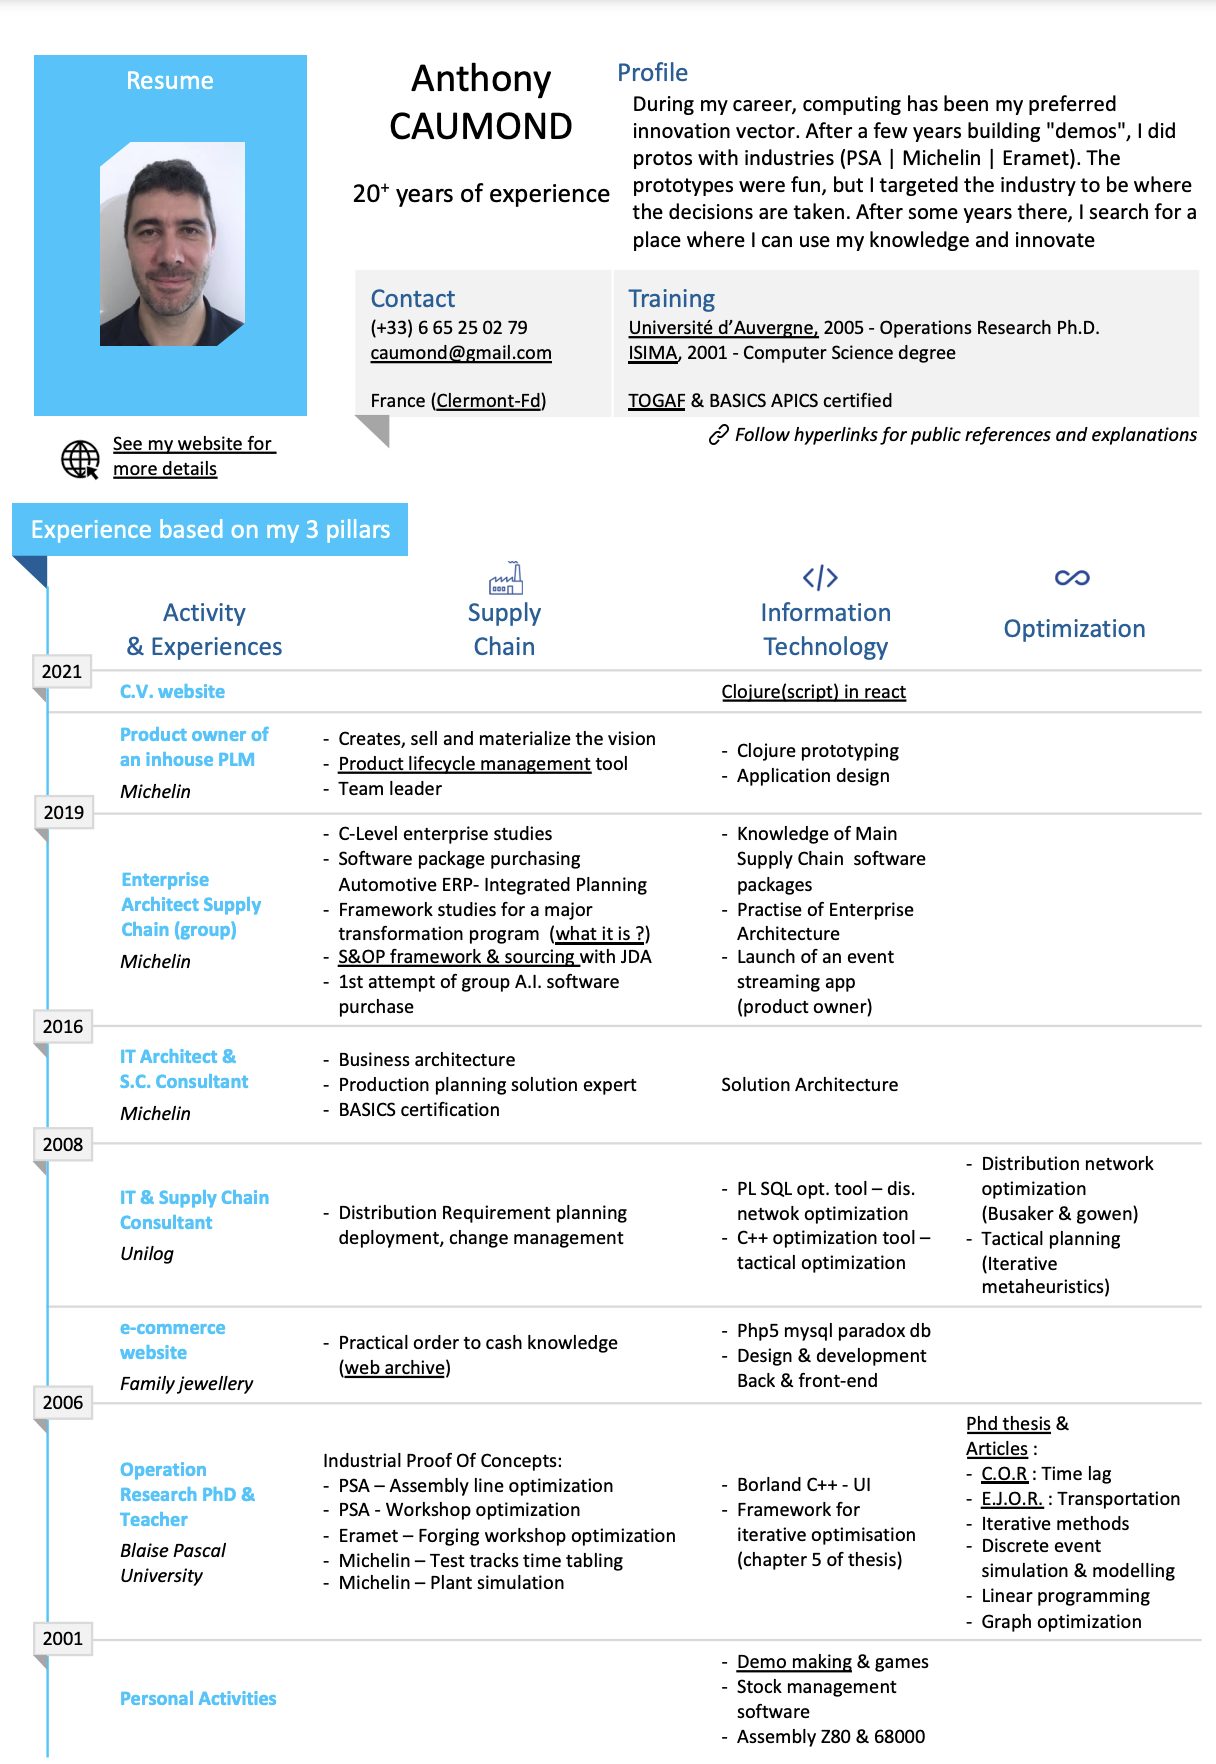 Resume
Anthony
CAUMOND
20+ years of experience
Profile
During my career, computing has been my preferred
innovation vector. After a few years building "demos", I did
protos with industries (PSA | Michelin | Eramet). The
prototypes were fun, but I targeted the industry to be where
the decisions are taken. After some years there, I search for a
place where I can use my knowledge and innovate
Contact
(+33) 6 65 25 02 79
caumond@gmail.com
France (Clermont-Fd)
Training
Université d’Auvergne, 2005 - Operations Research Ph.D.
ISIMA, 2001 - Computer Science degree
TOGAF & BASICS APICS certified
Follow hyperlinks for public references and explanations
See my website for
more details
Experience based on my 3 pillars
Activity
& Experiences
Supply
Chain
Information
Technology
Optimization
2021
C.V. website
Clojure(script) in react
Product owner of
an inhouse PLM
Michelin
- Creates, sell and materialize the vision
- Product lifecycle management tool
- Team leader
- Clojure prototyping
- Application design
2019
Enterprise
Architect Supply
Chain (group)
Michelin
- C-Level enterprise studies
- Software package purchasing
Automotive ERP- Integrated Planning
- Framework studies for a major
transformation program (what it is ?)
- S&OP framework & sourcing with JDA
- 1st attempt of group A.I. software
purchase
- Knowledge of Main
Supply Chain software
packages
- Practise of Enterprise
Architecture
- Launch of an event
streaming app
(product owner)
2016
IT Architect &
S.C. Consultant
Michelin
- Business architecture
- Production planning solution expert
- BASICS certification
Solution Architecture
2008
IT & Supply Chain
Consultant
Unilog
- Distribution Requirement planning
deployment, change management
- PL SQL opt. tool – dis.
netwok optimization
- C++ optimization tool –
tactical optimization
- Distribution network
optimization
(Busaker & gowen)
- Tactical planning
(Iterative
metaheuristics)
e-commerce
website
Family jewellery
- Practical order to cash knowledge
(web archive)
- Php5 mysql paradox db
- Design & development
Back & front-end
2006
Operation
Research PhD &
Teacher
Blaise Pascal
University
Industrial Proof Of Concepts:
- PSA – Assembly line optimization
- PSA - Workshop optimization
- Eramet – Forging workshop optimization
- Michelin – Test tracks time tabling
- Michelin – Plant simulation
- Borland C++ - UI
- Framework for
iterative optimisation
(chapter 5 of thesis)
Phd thesis &
Articles :
- C.O.R : Time lag
- E.J.O.R. : Transportation
- Iterative methods
- Discrete event
simulation & modelling
- Linear programming
- Graph optimization
2001
Personal Activities
- Demo making & games
- Stock management
software
- Assembly Z80 & 68000